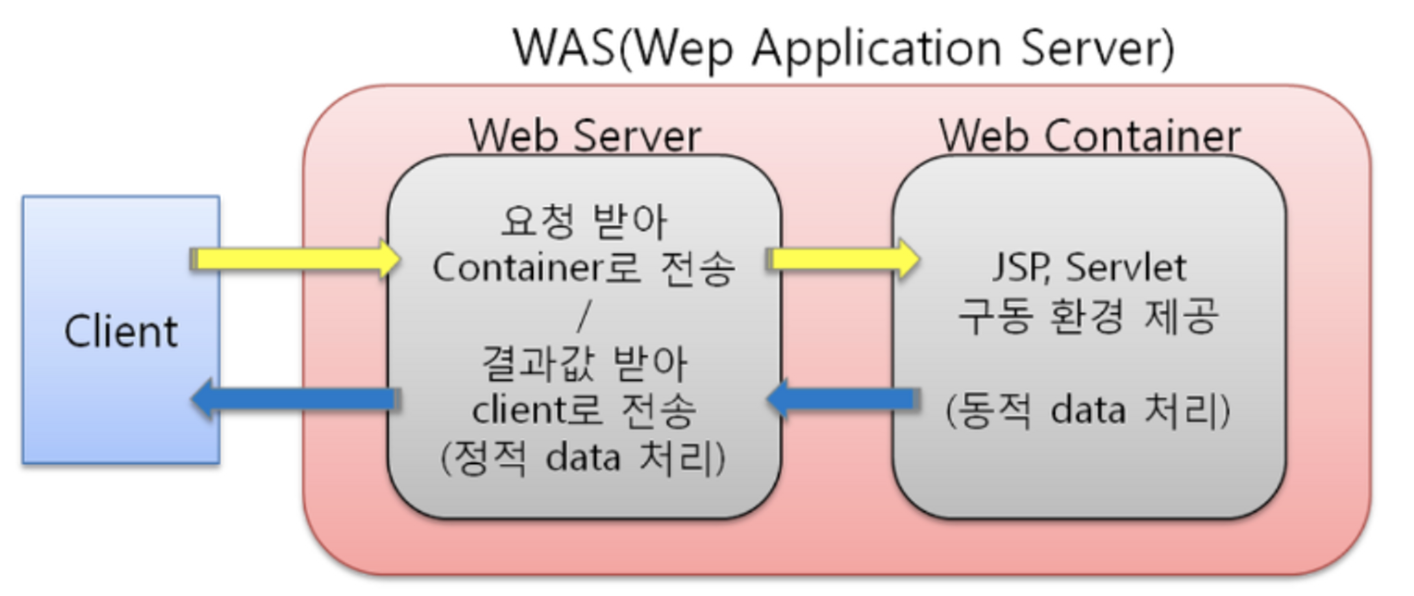 WAS(Wep Application Server)
Web Server
Web Container
Client
요청 받아
Container로 전송
/
결과값 받아
client로 전송
(정적 data 처리)
JSP, Servlet
구동 환경 제공
(동적 data 처리)